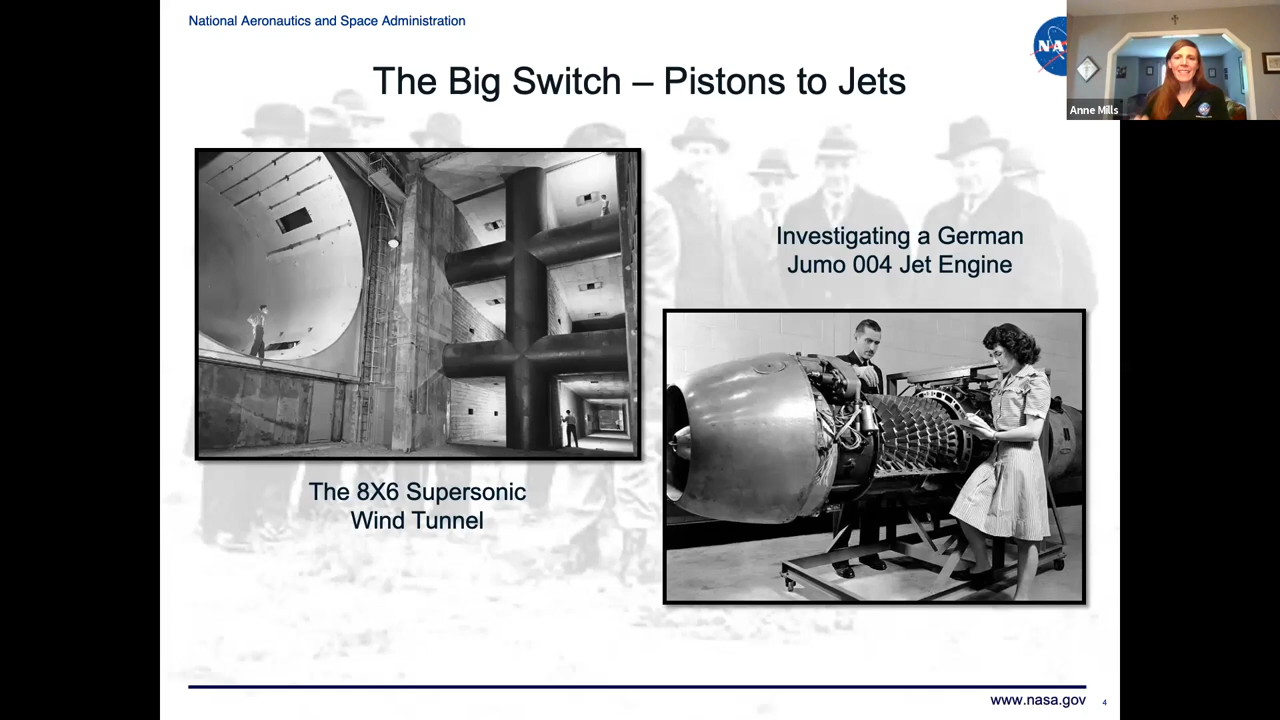 National Aeronautics and Space Administration
The Big Switch – Pistons to Jets
Anne Mills
Investigating a German
Jumo 004 Jet Engine
The 8X6 Supersonic
Wind Tunnel
www.nasa.gov
4